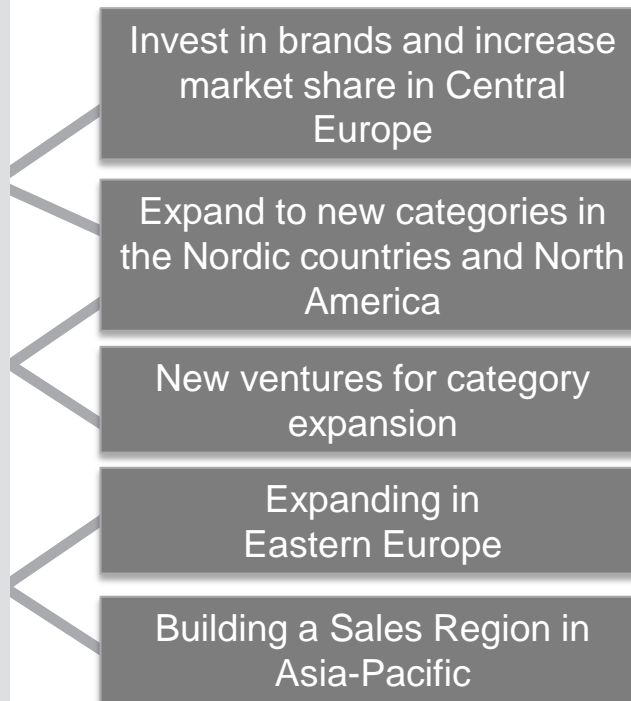 Invest in brands and increase
market share in Central
Europe
Expand to new categories in
the Nordic countries and North
America
New ventures for category
expansion
Expanding in
Eastern Europe
Building a Sales Region in
Asia-Pacific